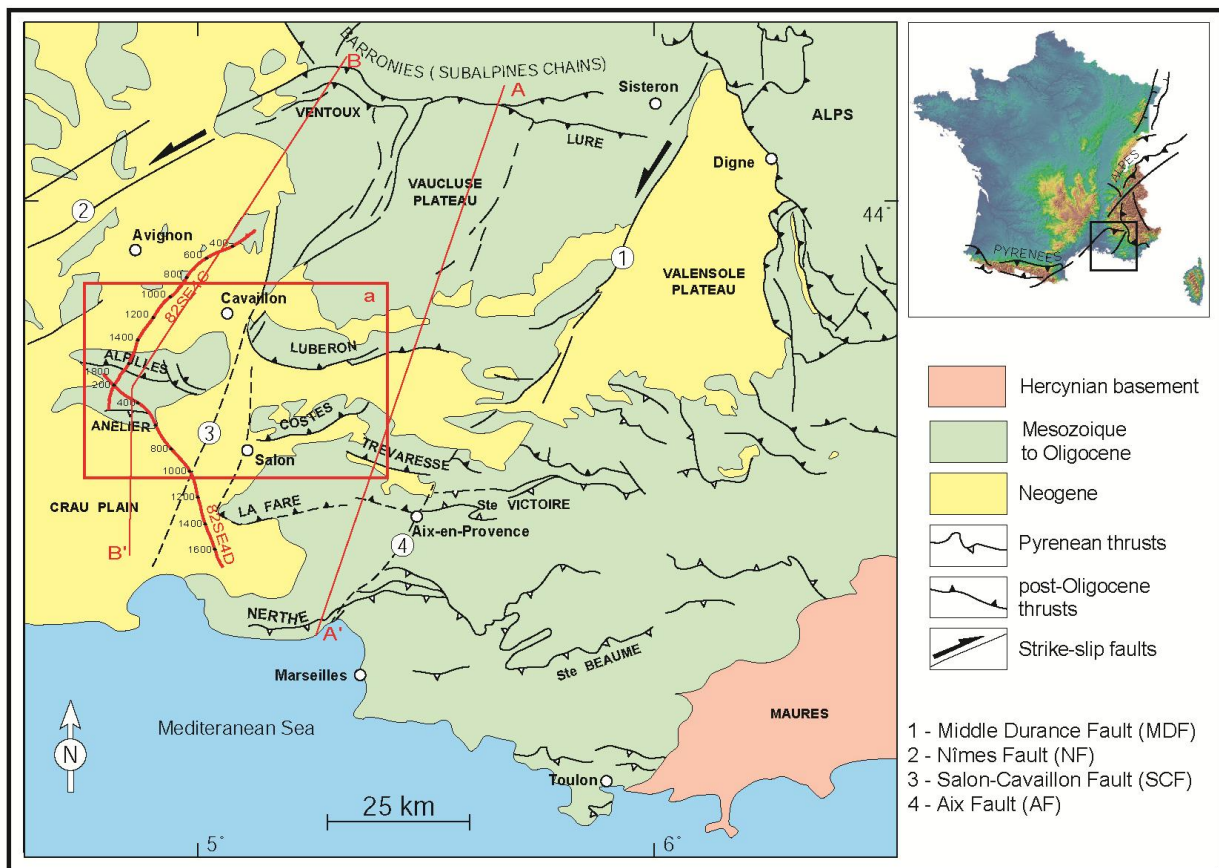 BARRONIES (SUBALPINES CHAINS)
B
A
Sisteron
ALPS
VENTOUX
LURE
Digne
VAUCLUSE
PLATEAU
2
44°
Avignon
400
600
800
1000
1200
1400
1800
82SE4G
1
VALENSOLE
PLATEAU
a
Cavaillon
LUBERON
ALPILLES
200
400
ANELIER
800
1000
1200
1400
1600
82SE4D
3
COSTES
Salon
TREVARESSE
CRAU PLAIN
LA FARE
Ste VICTOIRE
Aix-en-Provence
B'
4
NERTHE
A'
Ste BEAUME
Marseilles
MAURES
Mediteranean Sea
N
Toulon
25 km
5°
6°
ALPES
PYRENEES
Hercynian basement
Mesozoique
to Oligocene
Neogene
Pyrenean thrusts
post-Oligocene
thrusts
Strike-slip faults
1 - Middle Durance Fault (MDF)
2 - Nîmes Fault (NF)
3 - Salon-Cavaillon Fault (SCF)
4 - Aix Fault (AF)